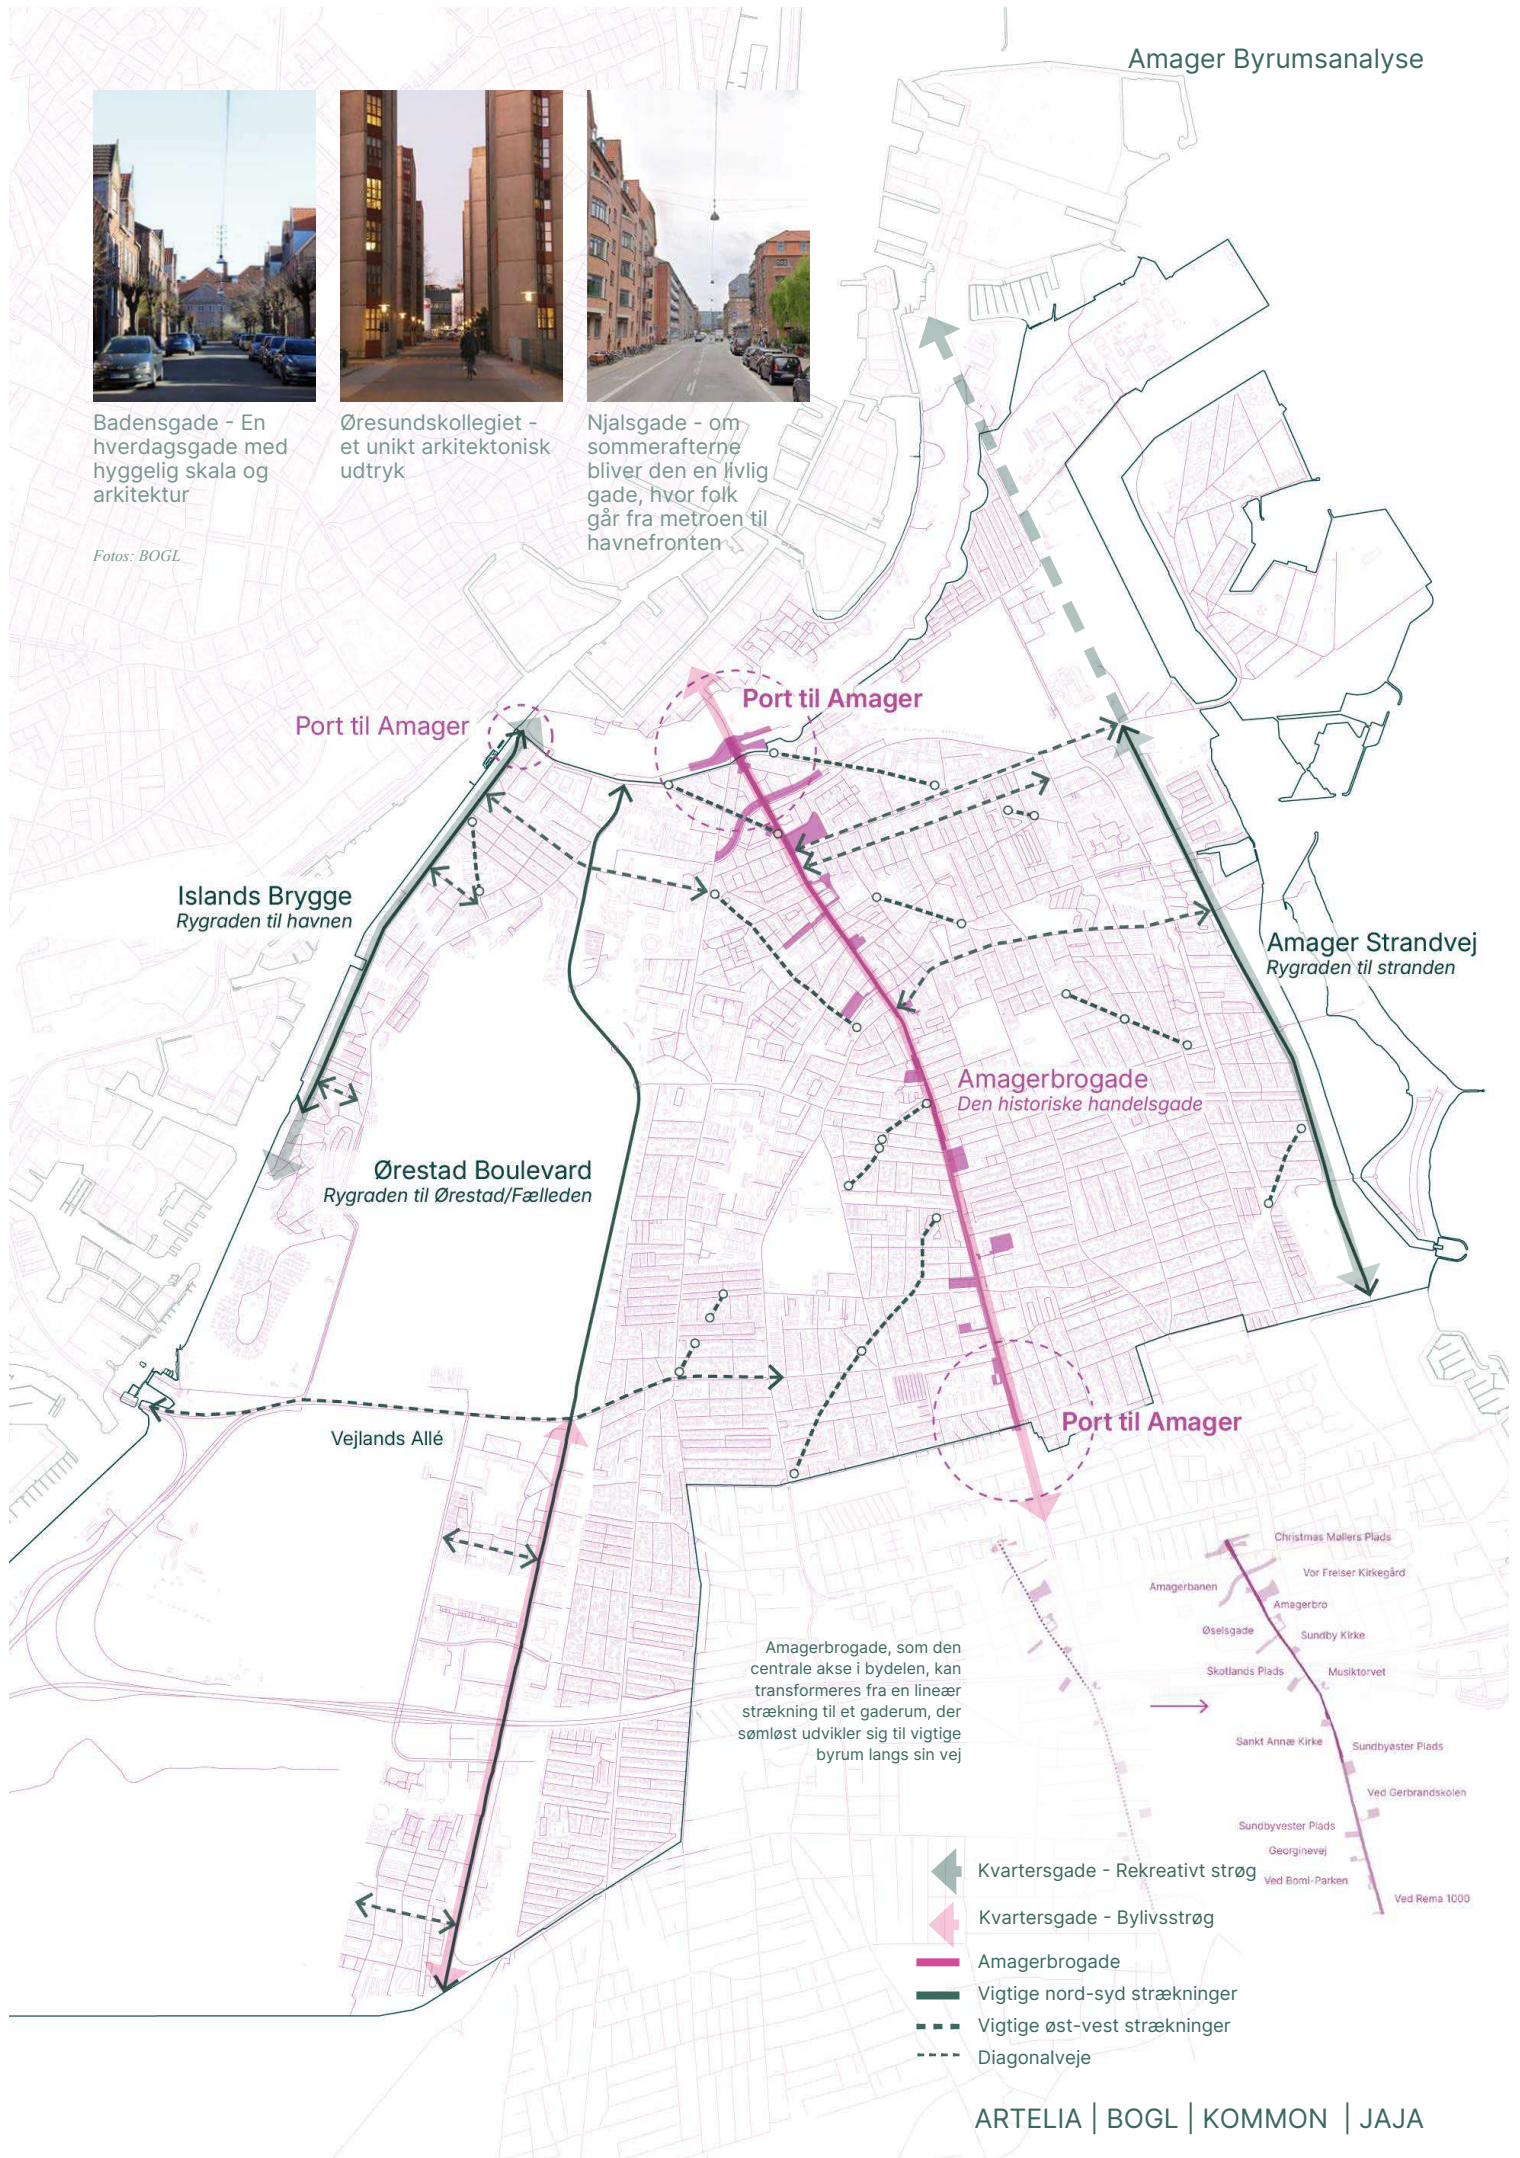 Amager Byrumsanalyse
Badensgade - En
hverdagsgade med
hyggelig skala og
arkitektur
Fotos: BOGL
Øresundskollegiet -
et unikt arkitektonisk
udtryk
Njalsgade - om
sommerafterne
bliver den en livlig
gade, hvor folk
går fra metroen til
havnefronten
Port til Amager
Port til Amager
Islands Brygge
Rygraden til havnen
Amager Strandvej
Rygraden til stranden
Amagerbrogade
Den historiske handelsgade
Ørestad Boulevard
Rygraden til Ørestad/Fælleden
Port til Amager
Vejlands Allé
Amagerbrogade, som den
centrale akse i bydelen, kan
transformeres fra en lineær
strækning til et gaderum, der
sømløst udvikler sig til vigtige
byrum langs sin vej
Christmas Møllers Plads
Vor Frelser Kirkegård
Amagerbanen
Amagerbro
Øselsgade
Sundby Kirke
Skotlands Plads
Musiktorvet
Sankt Annæ Kirke
Sundbyøster Plads
Ved Gerbrandskolen
Sundbyvester Plads
Georginevej
Ved Bomi-Parken
Ved Rema 1000
Kvartersgade - Rekreativt strøg
Kvartersgade - Bylivsstrøg
Amagerbrogade
Vigtige nord-syd strækninger
Vigtige øst-vest strækninger
Diagonalveje
ARTELIA | BOGL | KOMMON | JAJA